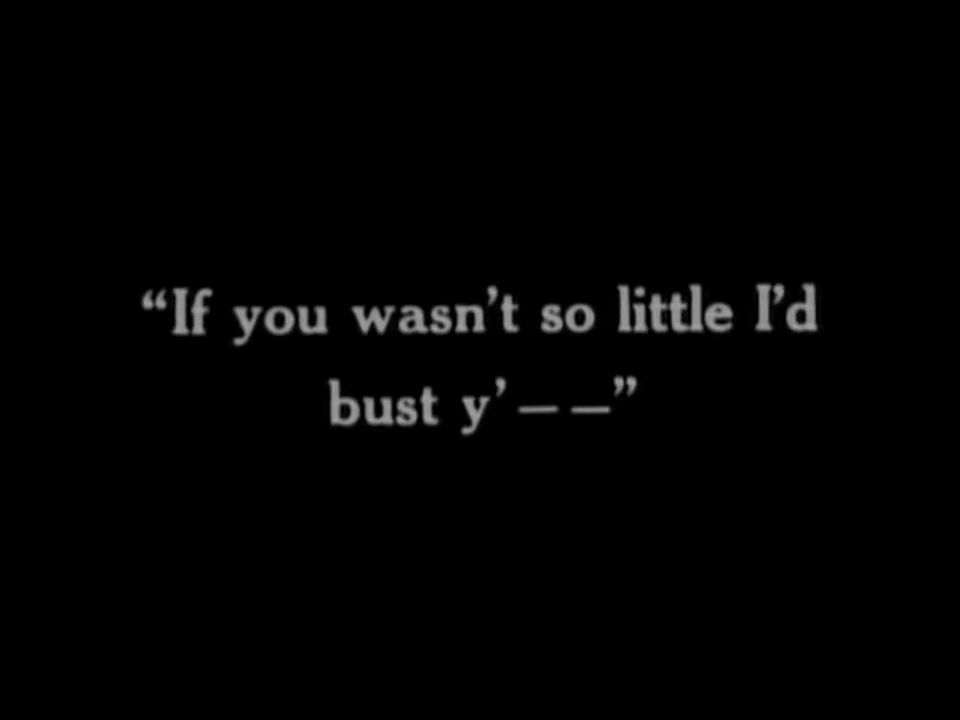 “If you wasn’t so little I’d
bust y’ — —”